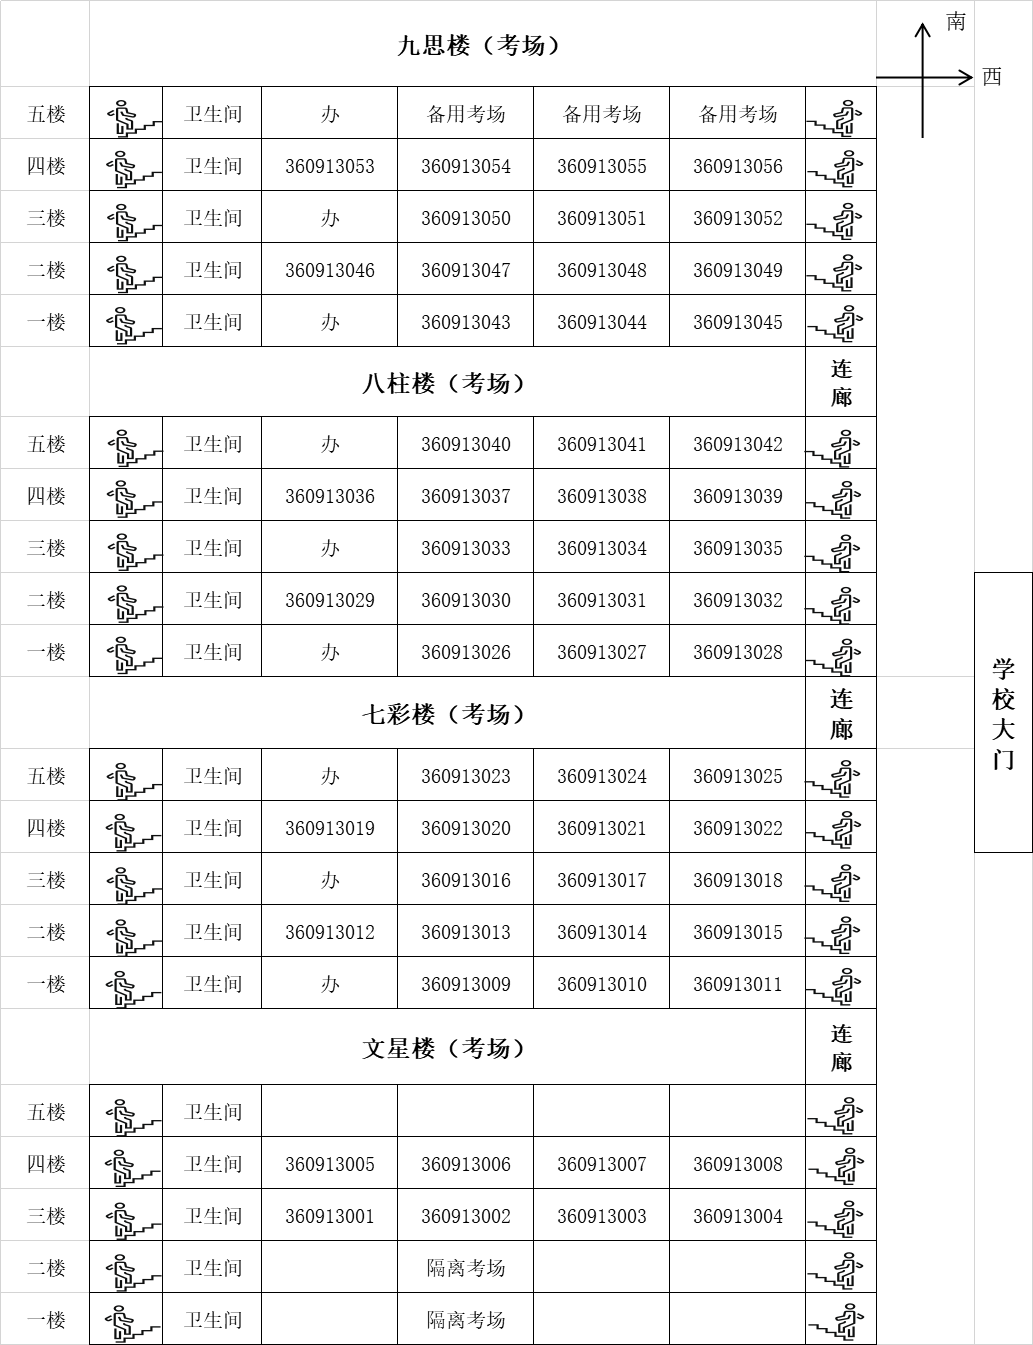 九思楼（考场）
南
西
五楼 卫生间 办 备用考场 备用考场 备用考场
四楼 卫生间 360913053 360913054 360913055 360913056
三楼 卫生间 办 360913050 360913051 360913052
二楼 卫生间 360913046 360913047 360913048 360913049
一楼 卫生间 办 360913043 360913044 360913045
八柱楼（考场） 连廊
五楼 卫生间 办 360913040 360913041 360913042
四楼 卫生间 360913036 360913037 360913038 360913039
三楼 卫生间 办 360913033 360913034 360913035
二楼 卫生间 360913029 360913030 360913031 360913032
一楼 卫生间 办 360913026 360913027 360913028
学校大门
七彩楼（考场） 连廊
五楼 卫生间 办 360913023 360913024 360913025
四楼 卫生间 360913019 360913020 360913021 360913022
三楼 卫生间 办 360913016 360913017 360913018
二楼 卫生间 360913012 360913013 360913014 360913015
一楼 卫生间 办 360913009 360913010 360913011
文星楼（考场） 连廊
五楼 卫生间
四楼 卫生间 360913005 360913006 360913007 360913008
三楼 卫生间 360913001 360913002 360913003 360913004
二楼 卫生间 隔离考场
一楼 卫生间 隔离考场